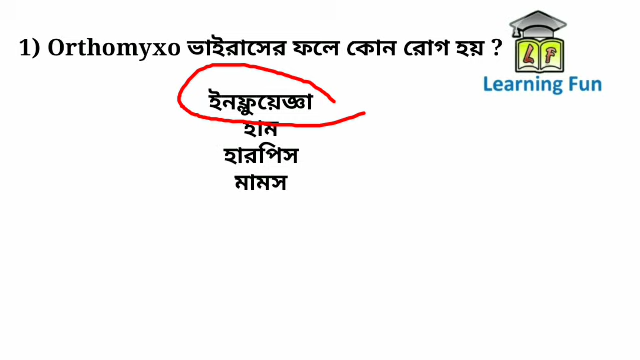 1) Orthomyxo ভাইরাসের ফলে কোন রোগ হয় ?
LF
Learning Fun
ইনফ্লুয়েজ্ঞা
হাম
হারপিস
মামস